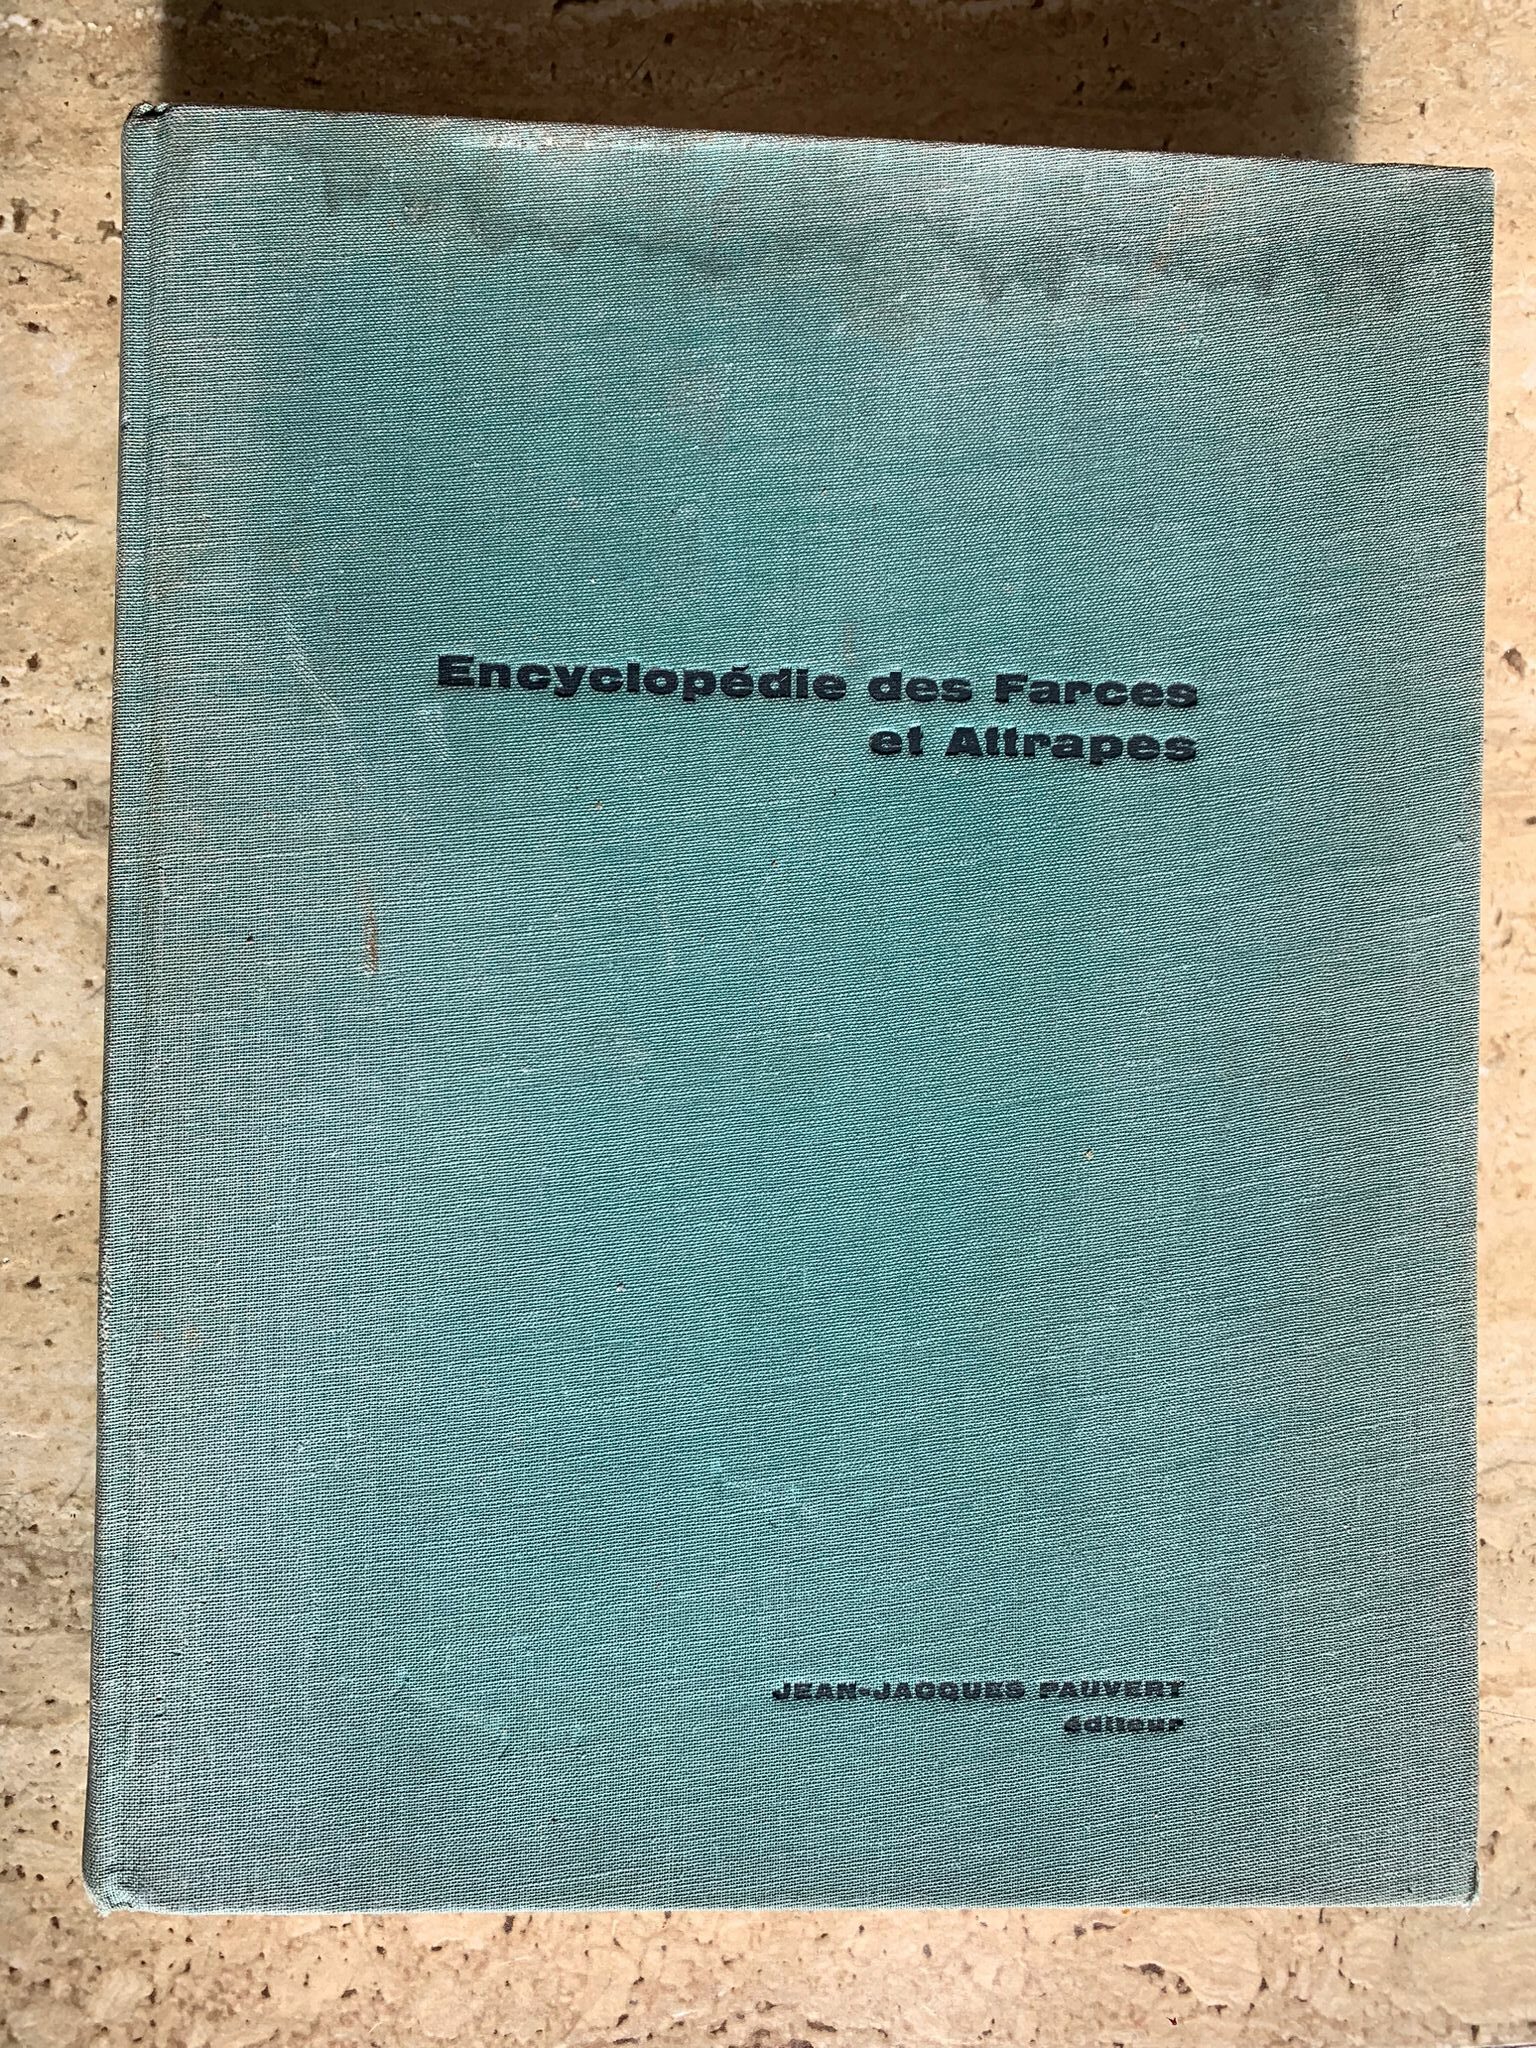 Encyclopédie des Farces
et Attrapes
JEAN-JACQUES PAUVERT
éditeur